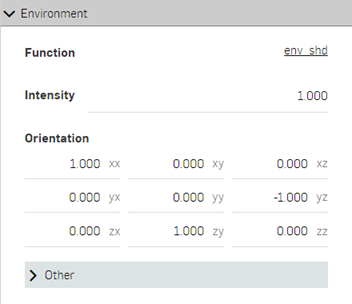 Environment
Function env_shd
Intensity 1.000
Orientation
1.000 xx 0.000 xy 0.000 xz
0.000 yx 0.000 yy -1.000 yz
0.000 zx 1.000 zy 0.000 zz
Other